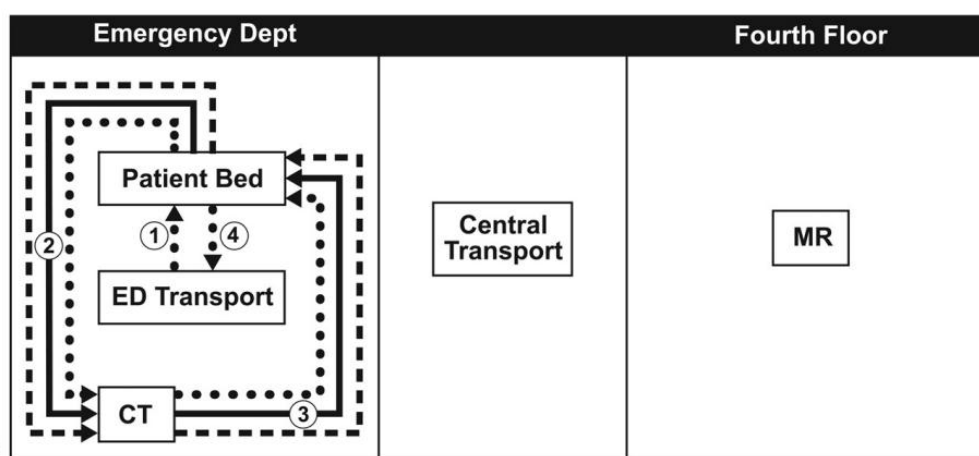 Emergency Dept
Fourth Floor
Patient Bed
1
4
2
ED Transport
CT
3
Central
Transport
MR